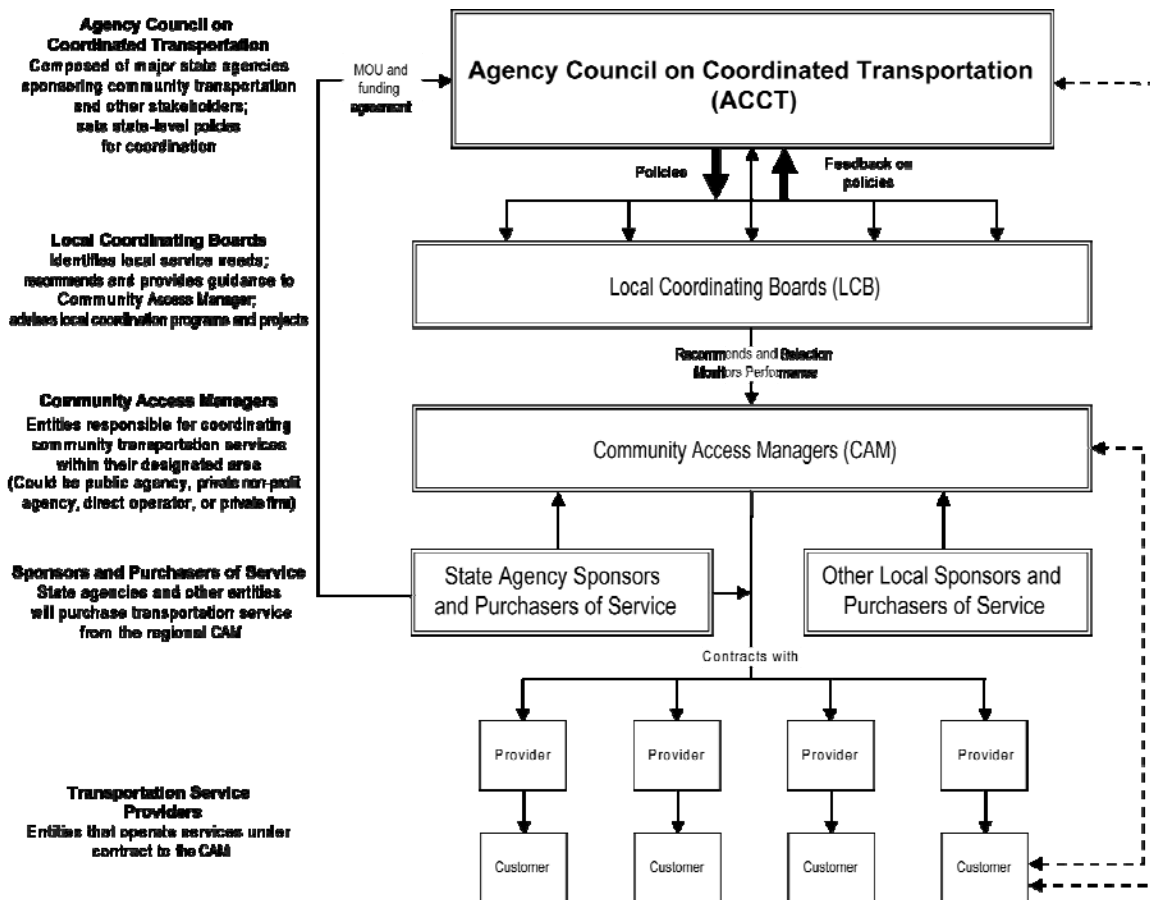 Agency Council on
Coordinated Transportation
Composed of major state agencies
sponsoring community transportation
and other stakeholders;
sets state-level policies
for coordination
MOU and
funding
agreement
Agency Council on Coordinated Transportation
(ACCT)
Policies
Feedback on
policies
Local Coordinating Boards
Identifies local service needs;
recommends and provides guidance to
Community Access Manager;
advises local coordination programs and projects
Local Coordinating Boards (LCB)
Recommends and Selection
Monitors Performance
Community Access Managers
Entities responsible for coordinating
community transportation services
within their designated area
(Could be public agency, private non-profit
agency, direct operator, or private firm)
Community Access Managers (CAM)
Sponsors and Purchasers of Service
State agencies and other entities
will purchase transportation service
from the regional CAM
State Agency Sponsors
and Purchasers of Service
Other Local Sponsors and
Purchasers of Service
Contracts with
Provider
Provider
Provider
Provider
Transportation Service
Providers
Entities that operate services under
contract to the CAM
Customer
Customer
Customer
Customer